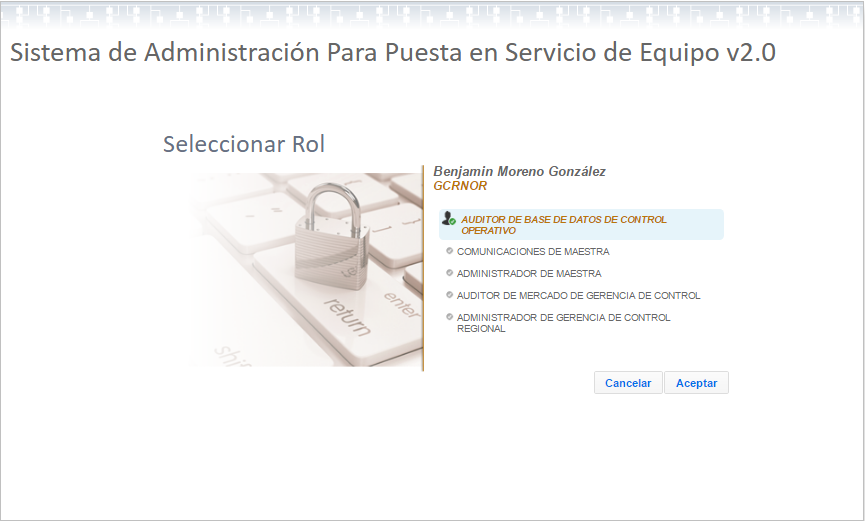 Sistema de Administración Para Puesta en Servicio de Equipo v2.0
Seleccionar Rol
Benjamin Moreno González
GCRNOR
AUDITOR DE BASE DE DATOS DE CONTROL
OPERATIVO
COMUNICACIONES DE MAESTRA
ADMINISTRADOR DE MAESTRA
AUDITOR DE MERCADO DE GERENCIA DE CONTROL
ADMINISTRADOR DE GERENCIA DE CONTROL
REGIONAL
enter
return
shi
Cancelar Aceptar